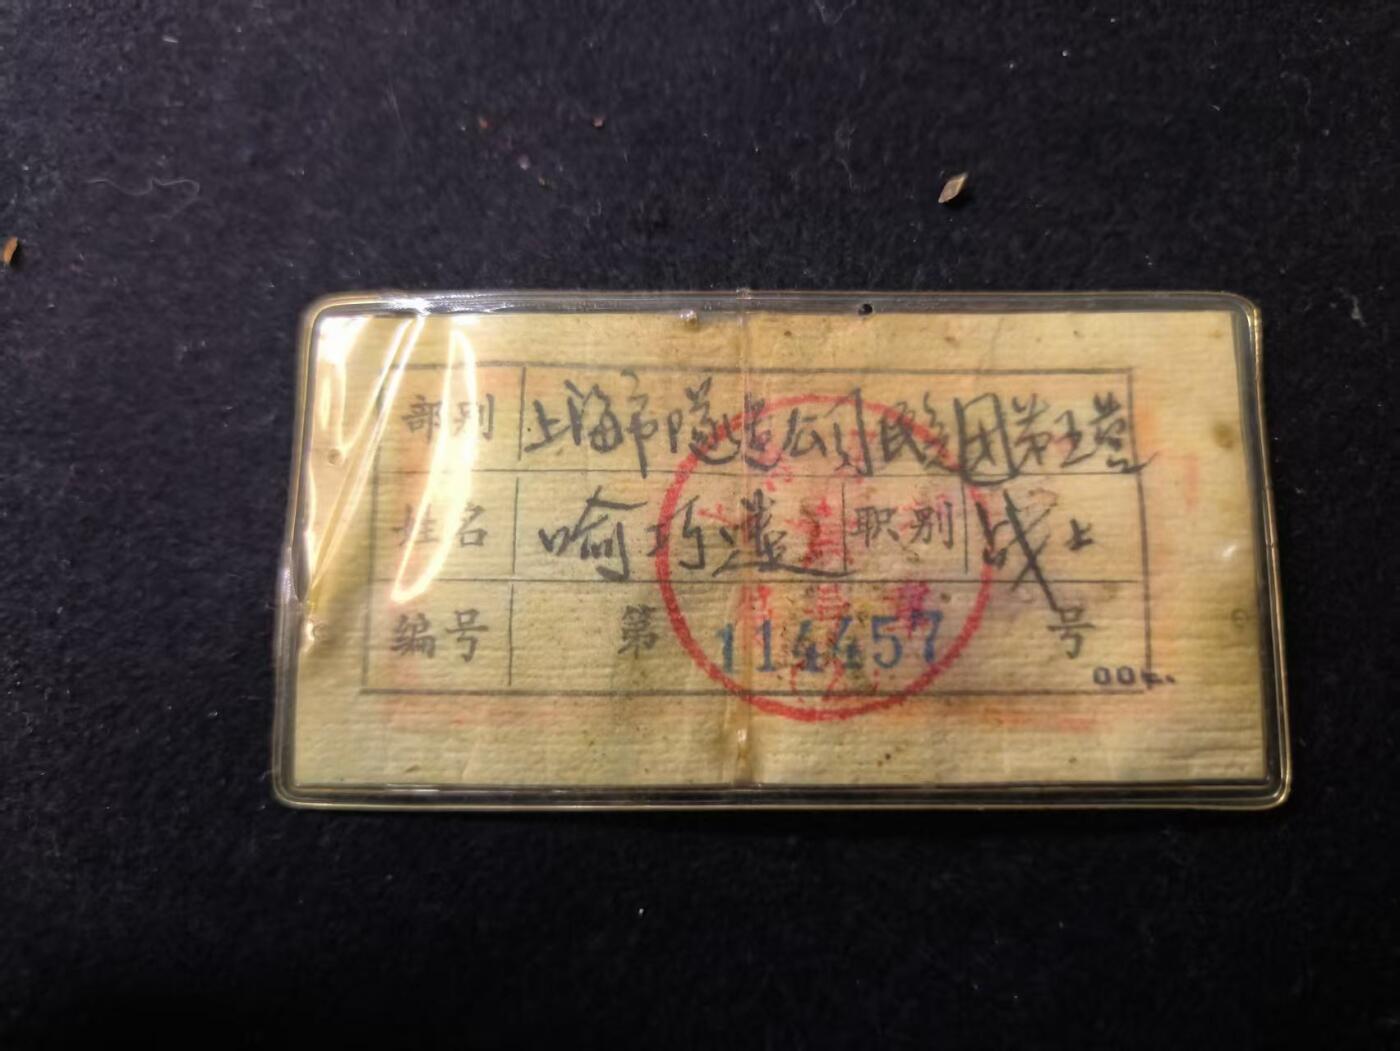 部别 上海市隧道公司民兵团第五营
姓名 喻巧莲 职别 战士
编号 第 114457 号